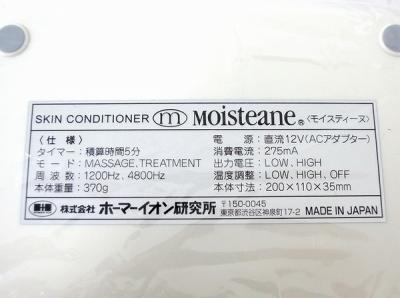 SKIN CONDITIONER m Moisteane® 〈モイスティーヌ〉
〈仕様〉
タイマー：積算時間5分
モード：MASSAGE,TREATMENT
周波数：1200Hz、4800Hz
本体重量：370g
電源：直流12V(ACアダプター)
消費電流：275mA
出力電圧：LOW、HIGH
温度調整：LOW、HIGH、OFF
本体寸法：200×110×35mm
株式会社 ホーマーイオン研究所
〒150-0045
東京都渋谷区神泉町17-2
MADE IN JAPAN